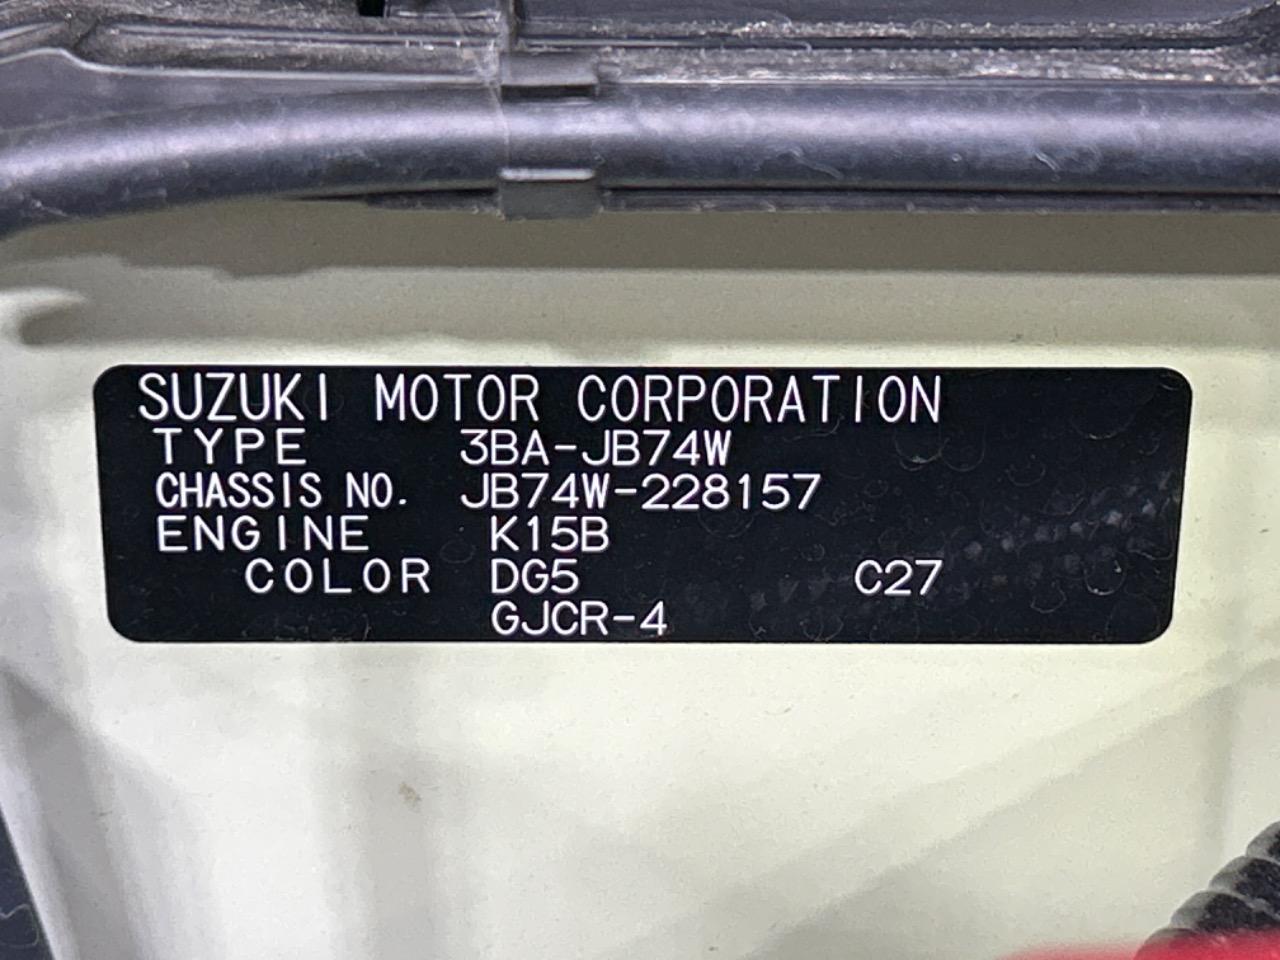 SUZUKI MOTOR CORPORATION
TYPE 3BA-JB74W
CHASSIS NO. JB74W-228157
ENGINE K15B
COLOR DG5 C27
GJCR-4